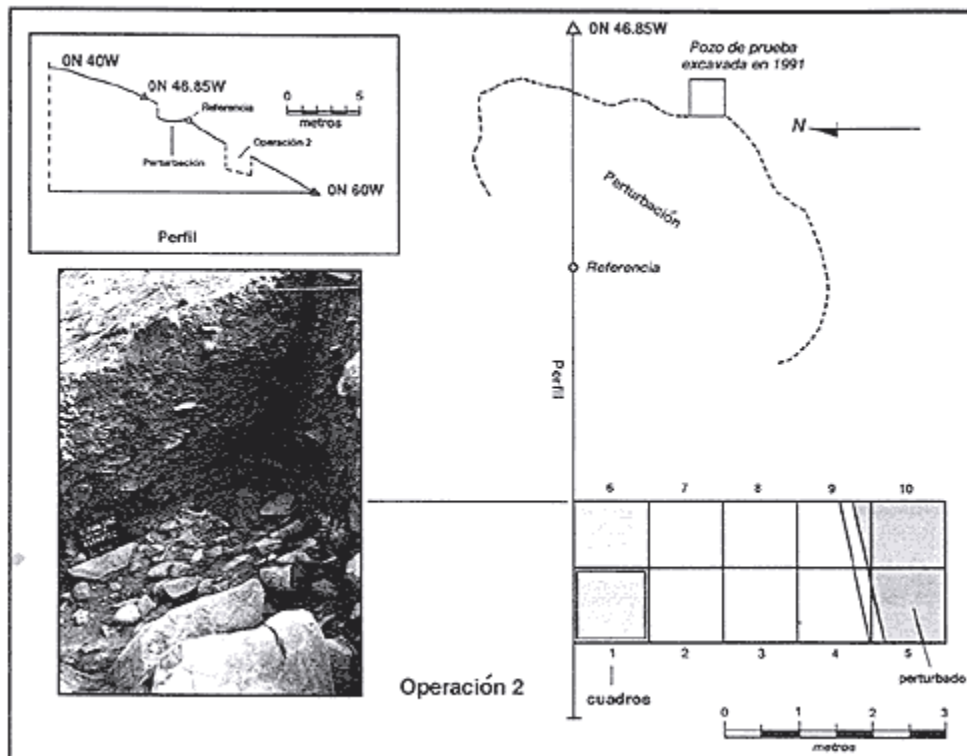 0N 40W
0N 46.85W
Referencia
0 5
metros
Operación 2
Perturbación
0N 60W
Perfil
0N 46.85W
Pozo de prueba
excavada en 1991
N
Perturbación
Referencia
Perfil
6 7 8 9 10
1 2 3 4 5
cuadros
perturbado
Operación 2
0 1 2 3
metros